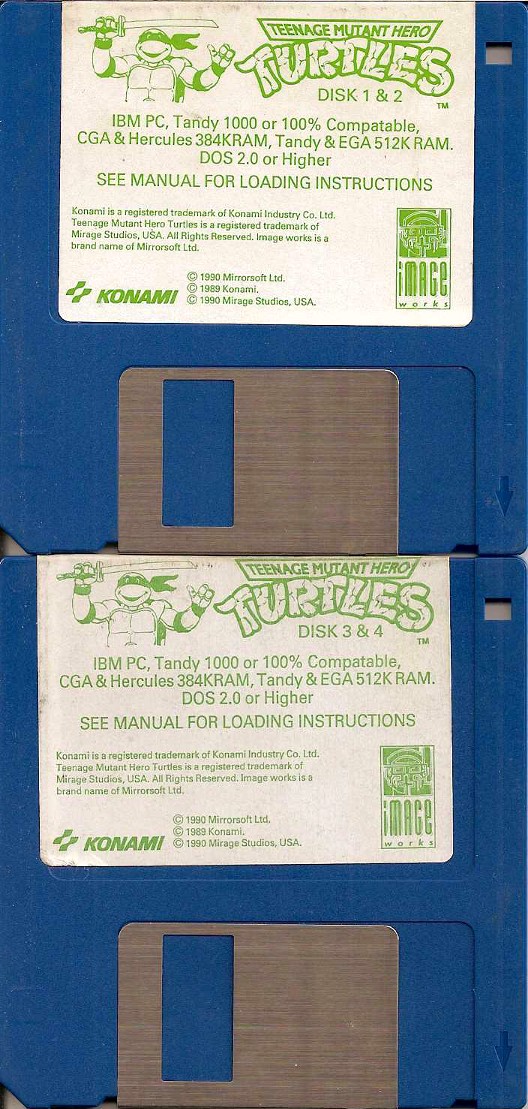 TEENAGE MUTANT HERO
TURTLES
DISK 1 & 2
TM
IBM PC, Tandy 1000 or 100% Compatable,
CGA & Hercules 384KRAM, Tandy & EGA 512K RAM.
DOS 2.0 or Higher
SEE MANUAL FOR LOADING INSTRUCTIONS
Konami is a registered trademark of Konami Industry Co. Ltd.
Teenage Mutant Hero Turtles is a registered trademark of
Mirage Studios, USA. All Rights Reserved. Image works is a
brand name of Mirrorsoft Ltd.
© 1990 Mirrorsoft Ltd.
© 1989 Konami.
© 1990 Mirage Studios, USA.
KONAMI
imAGE
works
TEENAGE MUTANT HERO
TURTLES
DISK 3 & 4
TM
IBM PC, Tandy 1000 or 100% Compatable,
CGA & Hercules 384KRAM, Tandy & EGA 512K RAM.
DOS 2.0 or Higher
SEE MANUAL FOR LOADING INSTRUCTIONS
Konami is a registered trademark of Konami Industry Co. Ltd.
Teenage Mutant Hero Turtles is a registered trademark of
Mirage Studios, USA. All Rights Reserved. Image works is a
brand name of Mirrorsoft Ltd.
© 1990 Mirrorsoft Ltd.
© 1989 Konami.
© 1990 Mirage Studios, USA.
KONAMI
imAGE
works